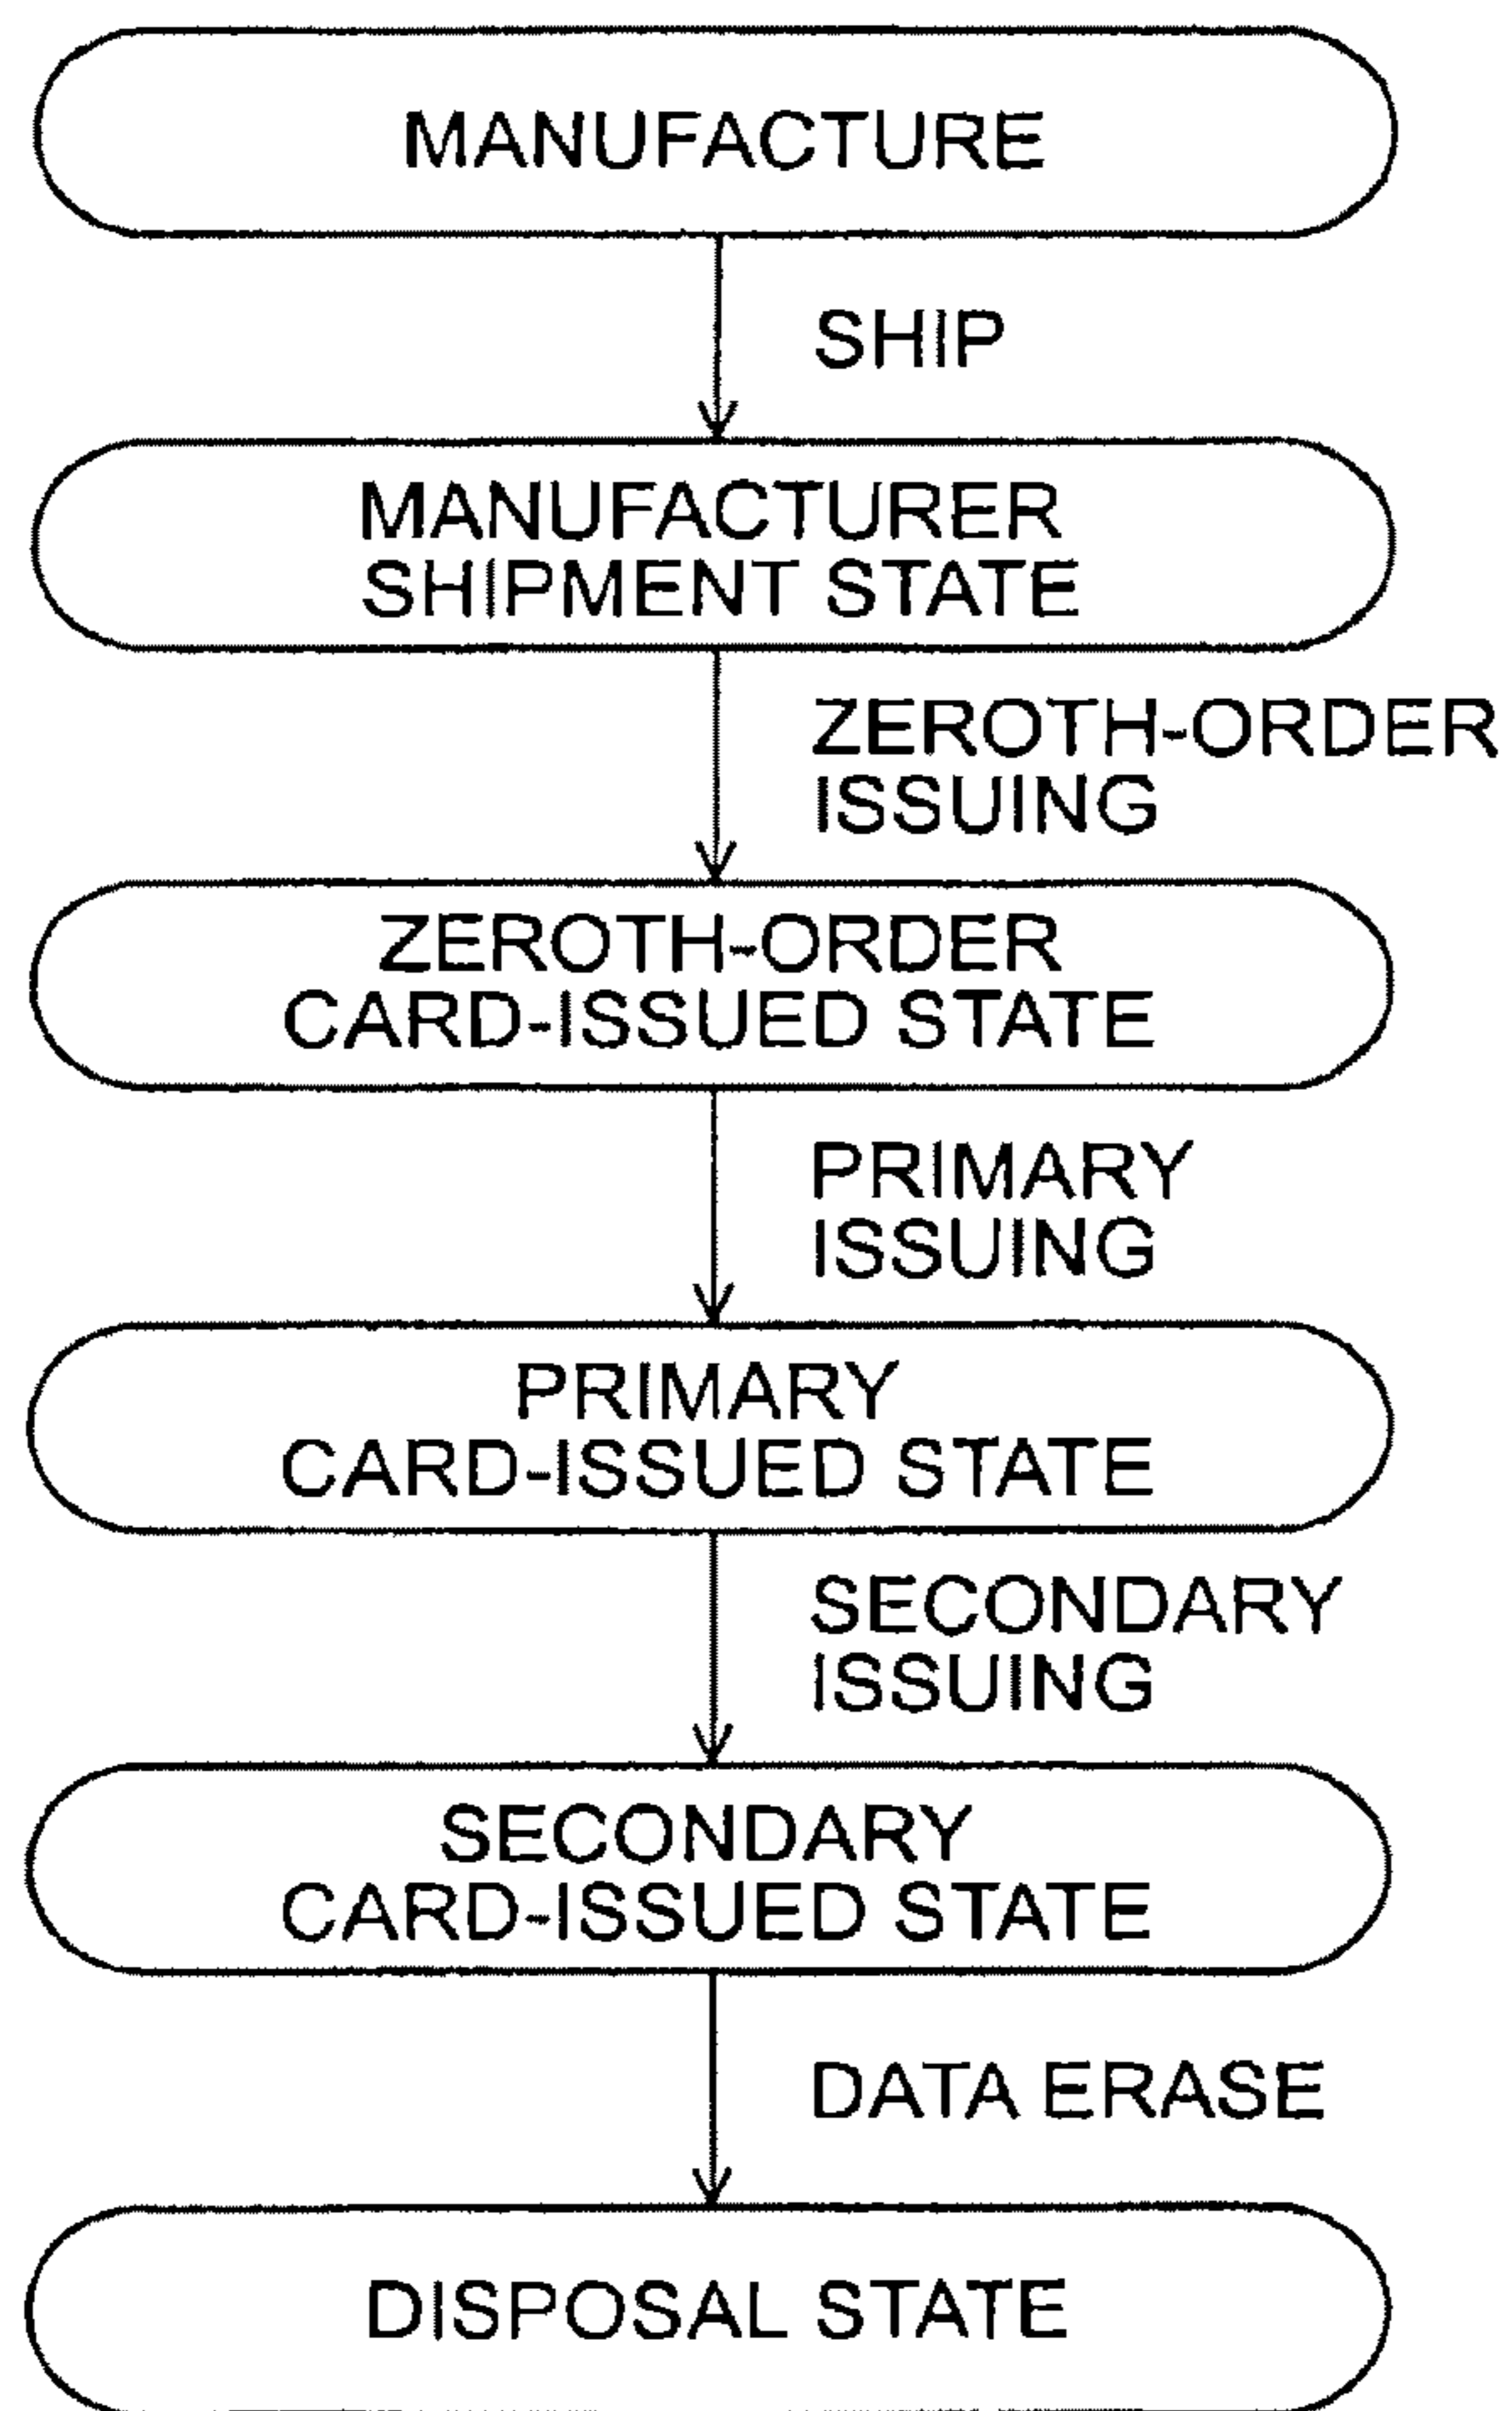 MANUFACTURE
SHIP
MANUFACTURER
SHIPMENT STATE
ZEROTH-ORDER
ISSUING
ZEROTH-ORDER
CARD-ISSUED STATE
PRIMARY
ISSUING
PRIMARY
CARD-ISSUED STATE
SECONDARY
ISSUING
SECONDARY
CARD-ISSUED STATE
DATA ERASE
DISPOSAL STATE